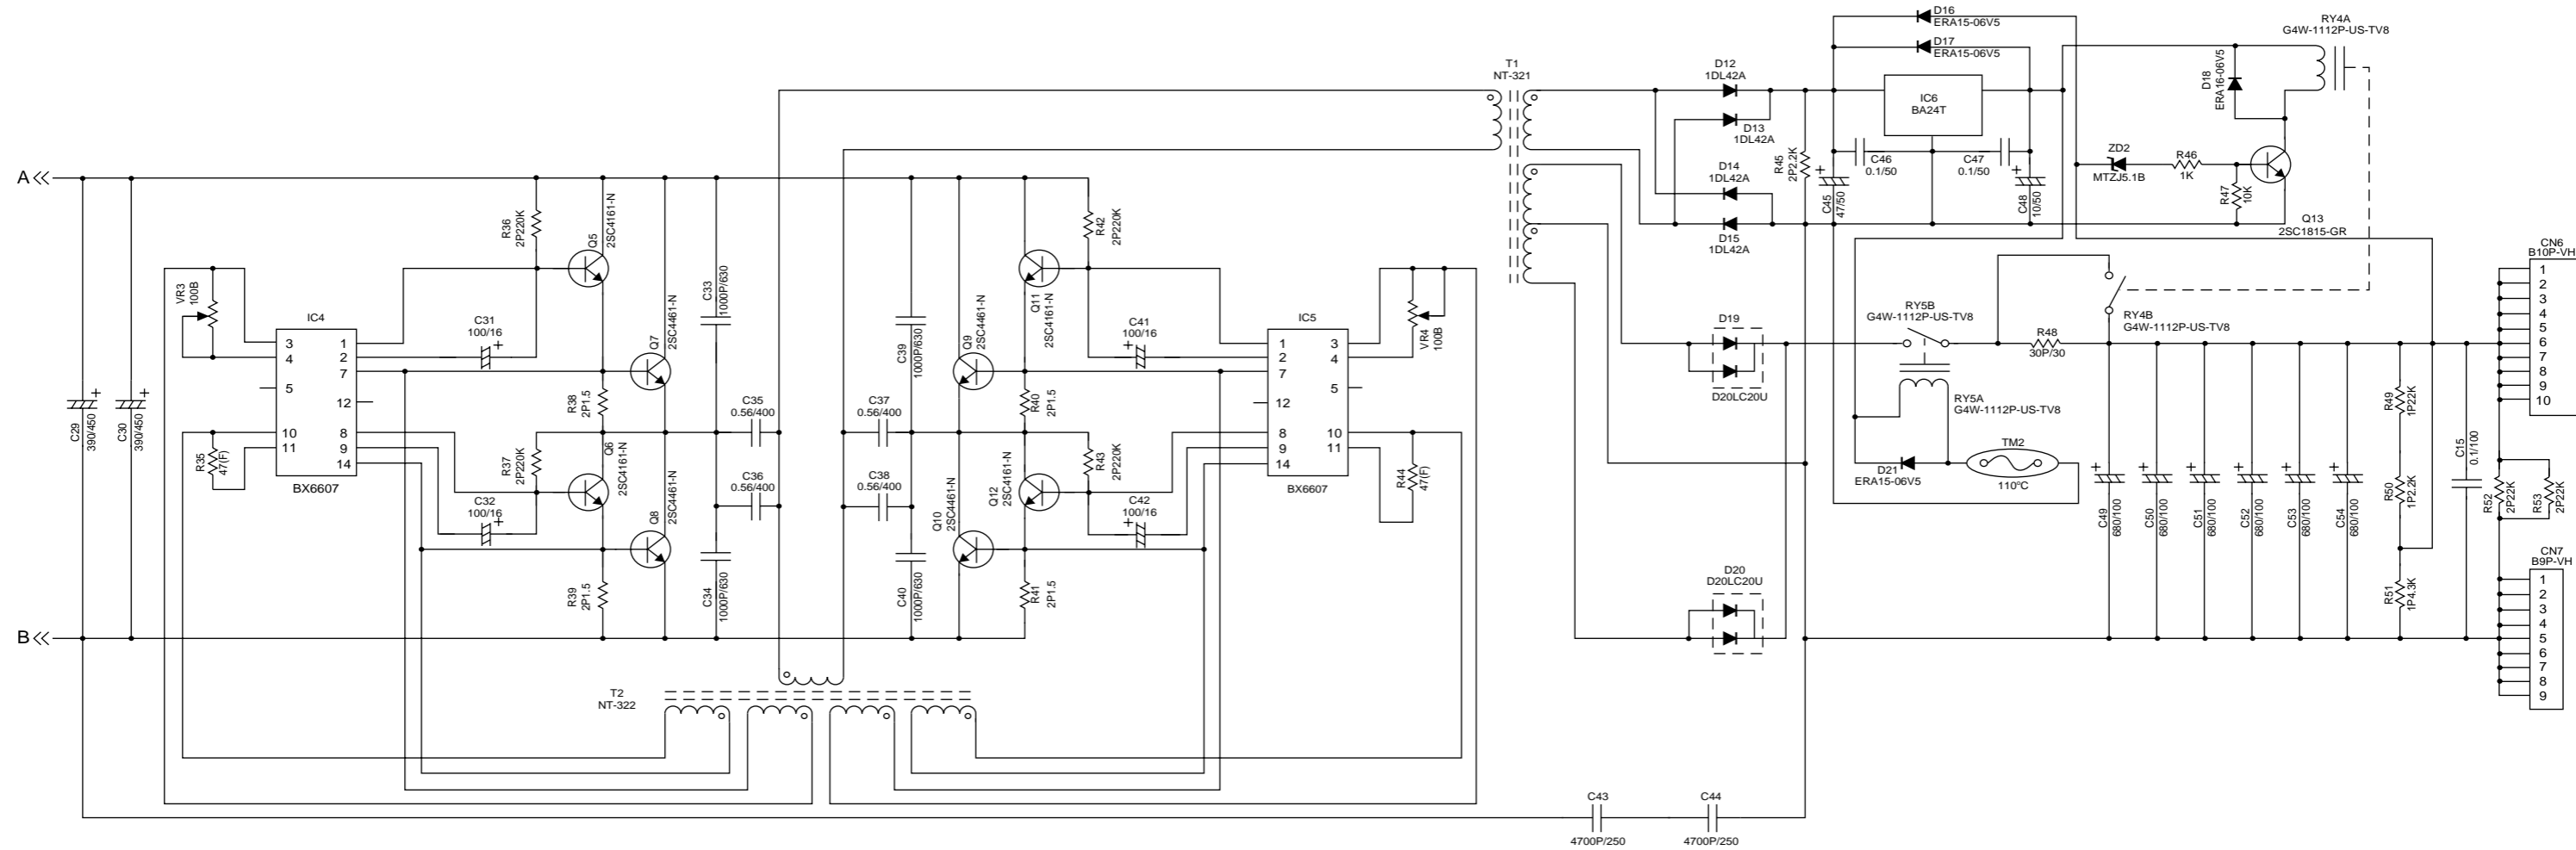 D16
ERA15-06V5
D17
ERA15-06V5
RY4A
G4W-1112P-US-TV8
T1
NT-321
D12
1DL42A
D13
1DL42A
D14
1DL42A
D15
1DL42A
R45
2P2.2K
IC6
BA24T
C46
0.1/50
C47
0.1/50
C45
47/50
C48
10/50
D18
ERA16-06V5
ZD2
MTZJ5.1B
R46
1K
R47
10K
Q13
2SC1815-GR
A
B
C29
390/450
C30
390/450
VR3
100B
R35
47(F)
IC4
3
4
5
12
10
11
1
2
7
8
9
14
BX6607
C31
100/16
C32
100/16
R36
2P220K
R37
2P220K
Q5
2SC4161-N
Q6
2SC4161-N
R38
2P1.5
R39
2P1.5
Q7
2SC4461-N
Q8
2SC4461-N
C33
1000P/630
C34
1000P/630
C35
0.56/400
C36
0.56/400
C37
0.56/400
C38
0.56/400
C39
1000P/630
C40
1000P/630
Q9
2SC4461-N
Q10
2SC4461-N
Q11
2SC4161-N
Q12
2SC4161-N
R40
2P1.5
R41
2P1.5
R42
2P220K
R43
2P220K
C41
100/16
C42
100/16
IC5
1
2
7
12
8
9
14
3
4
5
10
11
BX6607
VR4
100B
R44
47(F)
T2
NT-322
C43
4700P/250
C44
4700P/250
D19
D20LC20U
D20
D20LC20U
RY5B
G4W-1112P-US-TV8
RY5A
G4W-1112P-US-TV8
D21
ERA15-06V5
TM2
110°C
R48
30P/30
RY4B
G4W-1112P-US-TV8
C49
680/100
C50
680/100
C51
680/100
C52
680/100
C53
680/100
C54
680/100
R49
1P22K
R50
1P2.2K
R51
1P4.3K
C15
0.1/100
R52
2P22K
R53
2P22K
CN6
B10P-VH
1
2
3
4
5
6
7
8
9
10
CN7
B9P-VH
1
2
3
4
5
6
7
8
9